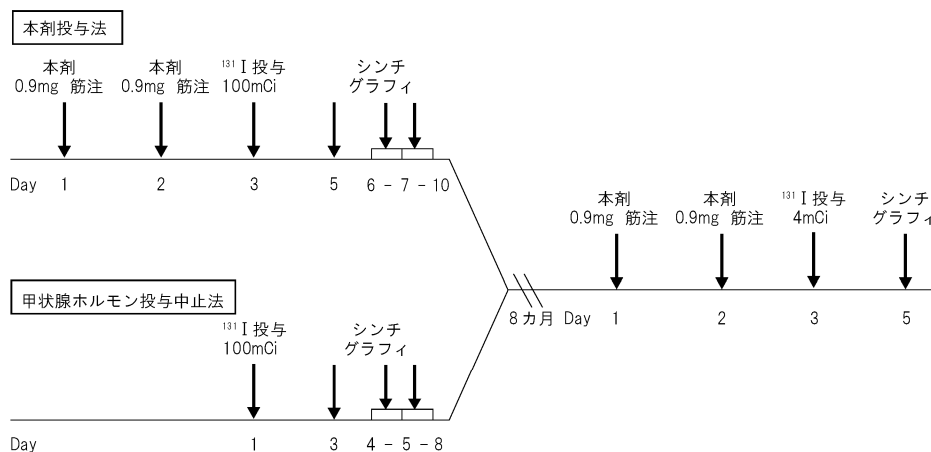 本剤投与法
本剤 本剤 ¹³¹I 投与 シンチ
0.9mg 筋注 0.9mg 筋注 100mCi グラフィ
Day 1 2 3 5 6 - 7 - 10
本剤 本剤 ¹³¹I 投与 シンチ
0.9mg 筋注 0.9mg 筋注 4mCi グラフィ
8カ月 Day 1 2 3 5
甲状腺ホルモン投与中止法
¹³¹I 投与 シンチ
100mCi グラフィ
Day 1 3 4 - 5 - 8